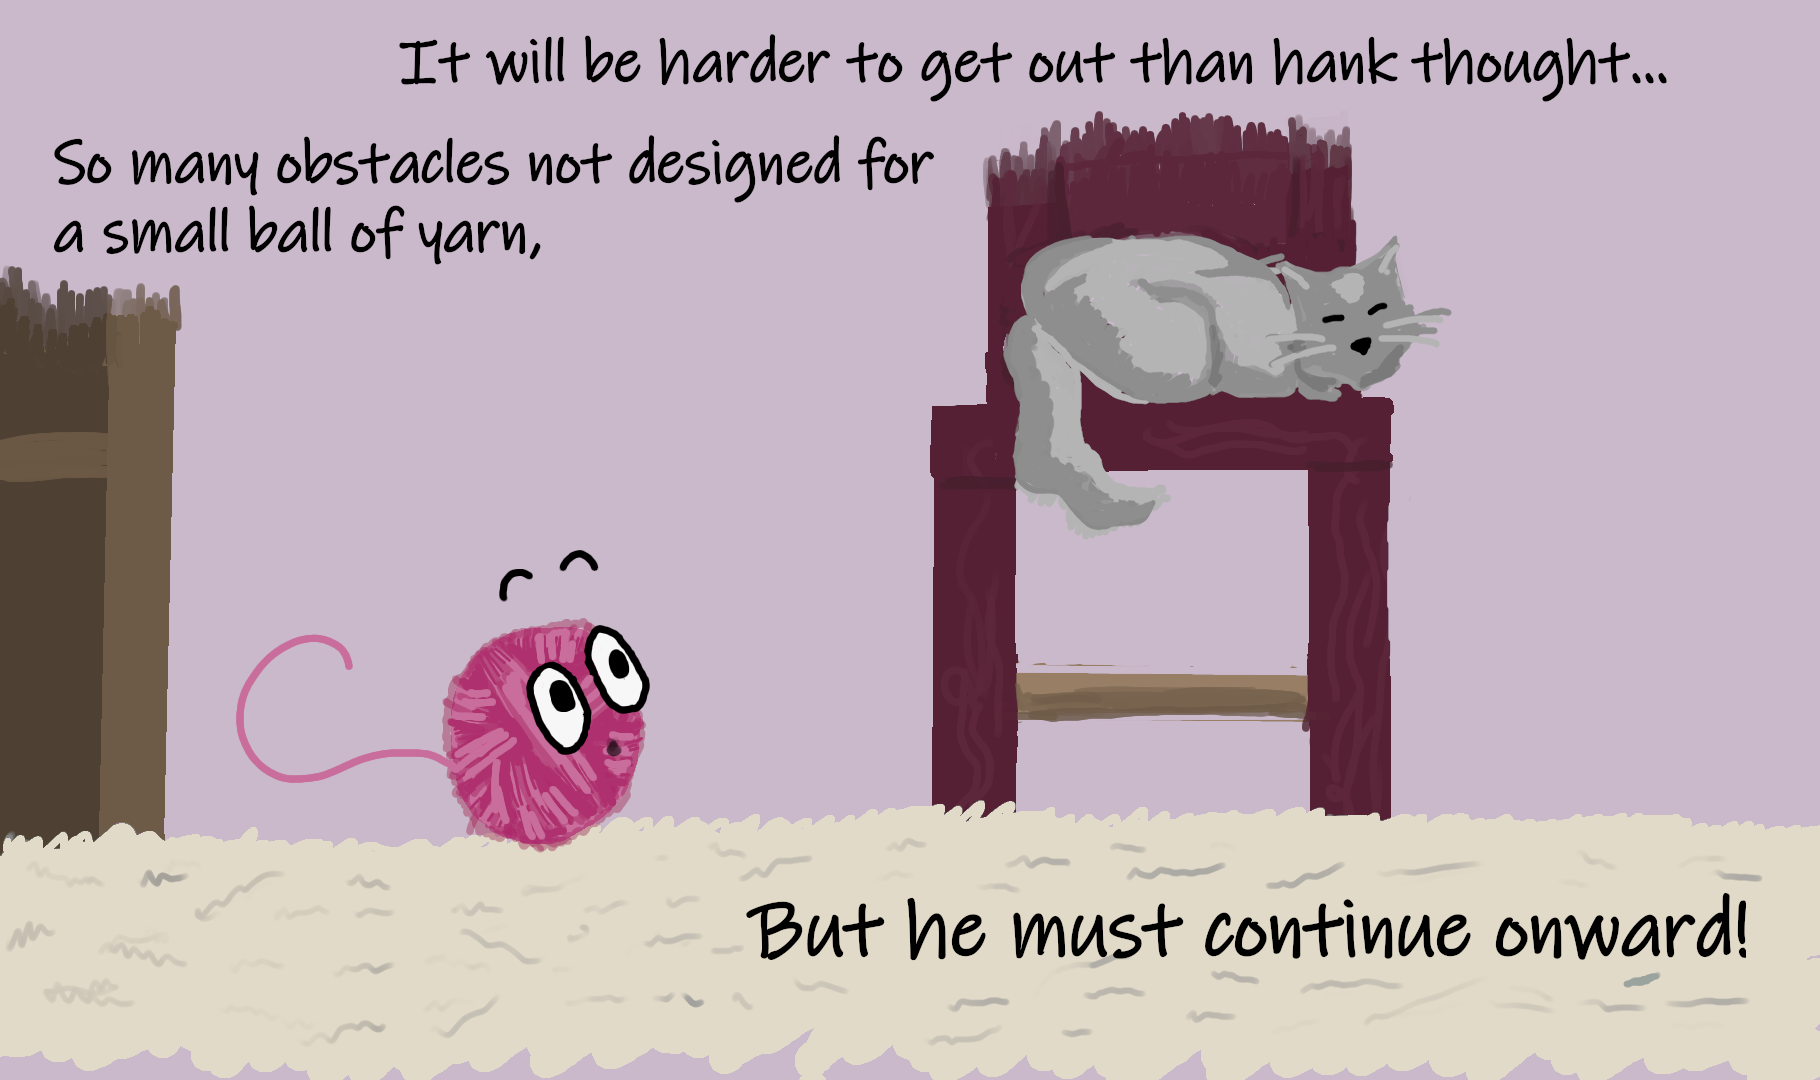 It will be harder to get out than hank thought...
So many obstacles not designed for
a small ball of yarn,
But he must continue onward!